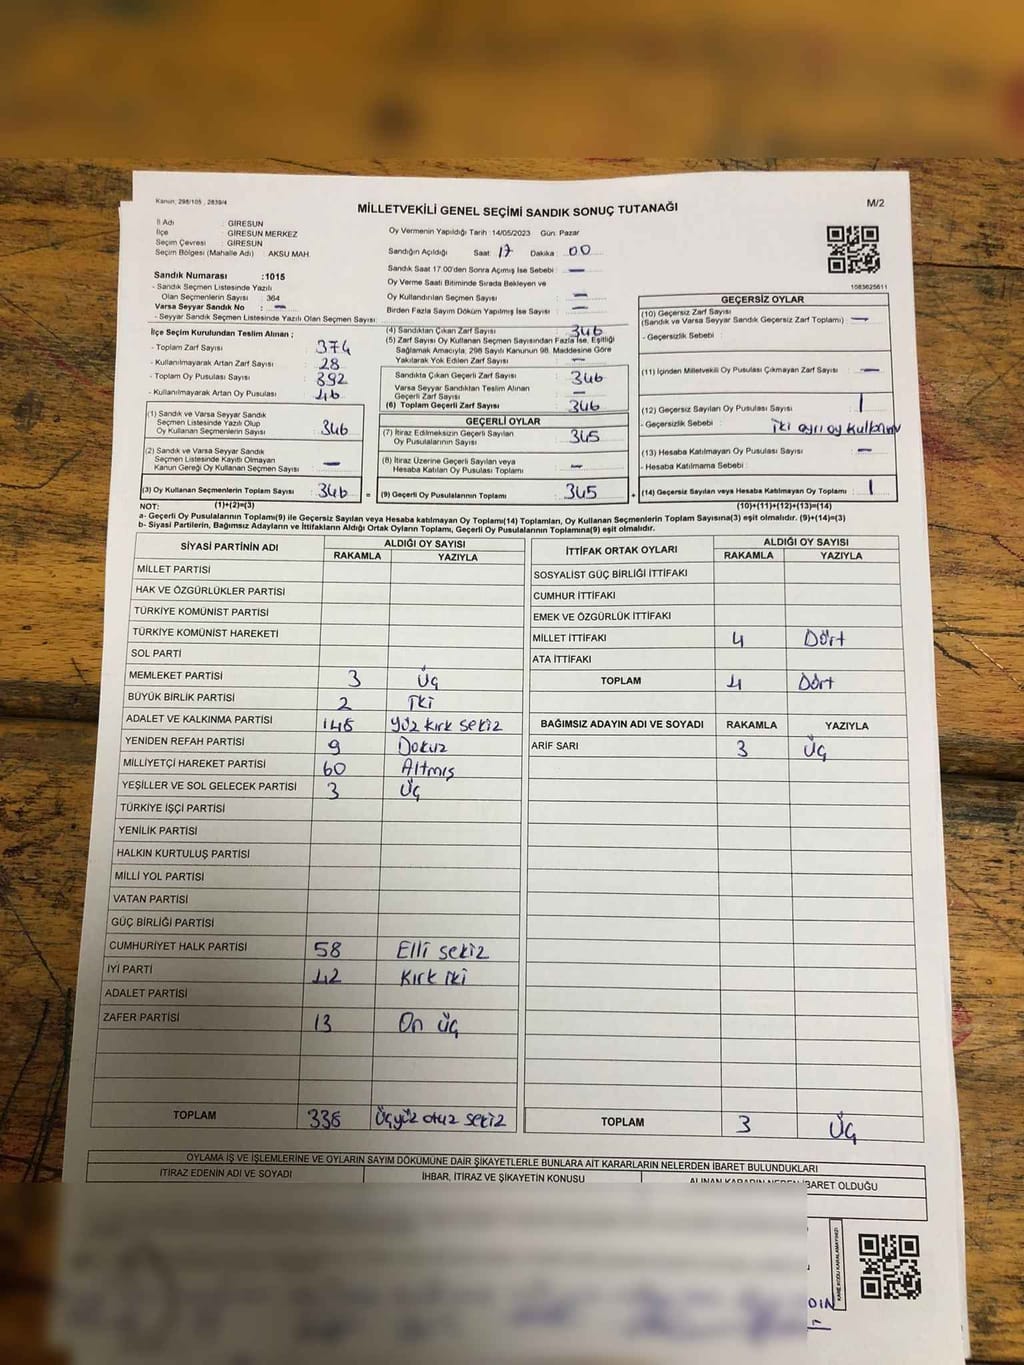 Kanun; 298/105 , 2839/4
MİLLETVEKİLİ GENEL SEÇİMİ SANDIK SONUÇ TUTANAĞI
M/2
İl Adı : GİRESUN
İlçe : GİRESUN MERKEZ
Seçim Çevresi : GİRESUN
Seçim Bölgesi (Mahalle Adı) : AKSU MAH.
Sandık Numarası :1015
- Sandık Seçmen Listesinde Yazılı
Olan Seçmenlerin Sayısı : 364
Varsa Seyyar Sandık No : —
- Seyyar Sandık Seçmen Listesinde Yazılı Olan Seçmen Sayısı:
Oy Vermenin Yapıldığı Tarih : 14/05/2023 Gün: Pazar
Sandığın Açıldığı Saat: 17 Dakika : 00
Sandık Saat 17.00'den Sonra Açılmış İse Sebebi : —
Oy Verme Saati Bitiminde Sırada Bekleyen ve
Oy Kullandırılan Seçmen Sayısı : —
Birden Fazla Sayım Döküm Yapılmış İse Sayısı : —
1083625611
İlçe Seçim Kurulundan Teslim Alınan ;
- Toplam Zarf Sayısı : 374
- Kullanılmayarak Artan Zarf Sayısı : 28
- Toplam Oy Pusulası Sayısı : 392
- Kullanılmayarak Artan Oy Pusulası : 46
(1) Sandık ve Varsa Seyyar Sandık
Seçmen Listesinde Yazılı Olup
Oy Kullanan Seçmenlerin Sayısı : 346
(2) Sandık ve Varsa Seyyar Sandık
Seçmen Listesinde Kayıtlı Olmayan
Kanun Gereği Oy Kullanan Seçmen Sayısı : —
(3) Oy Kullanan Seçmenlerin Toplam Sayısı : 346
(4) Sandıktan Çıkan Zarf Sayısı : 346
(5) Zarf Sayısı Oy Kullanan Seçmen Sayısından Fazla İse, Eşitliği
Sağlamak Amacıyla, 298 Sayılı Kanunun 98. Maddesine Göre
Yakılarak Yok Edilen Zarf Sayısı : —
Sandıkta Çıkan Geçerli Zarf Sayısı : 346
Varsa Seyyar Sandıktan Teslim Alınan
Geçerli Zarf Sayısı : —
(6) Toplam Geçerli Zarf Sayısı : 346
GEÇERLİ OYLAR
(7) İtiraz Edilmeksizin Geçerli Sayılan
Oy Pusulalarının Sayısı : 345
(8) İtiraz Üzerine Geçerli Sayılan veya
Hesaba Katılan Oy Pusulası Toplamı : —
= (9) Geçerli Oy Pusulalarının Toplamı : 345
GEÇERSİZ OYLAR
(10) Geçersiz Zarf Sayısı
(Sandık ve Varsa Seyyar Sandık Geçersiz Zarf Toplamı) : —
- Geçersizlik Sebebi :
(11) İçinden Milletvekili Oy Pusulası Çıkmayan Zarf Sayısı : —
(12) Geçersiz Sayılan Oy Pusulası Sayısı : 1
- Geçersizlik Sebebi : iki ayrı oy kullanımı
(13) Hesaba Katılmayan Oy Pusulası Sayısı : —
- Hesaba Katılmama Sebebi :
+ (14) Geçersiz Sayılan veya Hesaba Katılmayan Oy Toplamı : 1
NOT: (1)+(2)=(3)
(10)+(11)+(12)+(13)=(14)
a- Geçerli Oy Pusulalarının Toplamı(9) ile Geçersiz Sayılan veya Hesaba katılmayan Oy Toplamı(14) Toplamları, Oy Kullanan Seçmenlerin Toplam Sayısına(3) eşit olmalıdır. (9)+(14)=(3)
b- Siyasi Partilerin, Bağımsız Adayların ve İttifakların Aldığı Ortak Oyların Toplamı, Geçerli Oy Pusulalarının Toplamına(9) eşit olmalıdır.
SİYASİ PARTİNİN ADI ALDIĞI OY SAYISI
RAKAMLA YAZIYLA
MİLLET PARTİSİ
HAK VE ÖZGÜRLÜKLER PARTİSİ
TÜRKİYE KOMÜNİST PARTİSİ
TÜRKİYE KOMÜNİST HAREKETİ
SOL PARTİ
MEMLEKET PARTİSİ 3 Üç
BÜYÜK BİRLİK PARTİSİ 2 İki
ADALET VE KALKINMA PARTİSİ 148 Yüz kırk sekiz
YENİDEN REFAH PARTİSİ 9 Dokuz
MİLLİYETÇİ HAREKET PARTİSİ 60 Altmış
YEŞİLLER VE SOL GELECEK PARTİSİ 3 Üç
TÜRKİYE İŞÇİ PARTİSİ
YENİLİK PARTİSİ
HALKIN KURTULUŞ PARTİSİ
MİLLİ YOL PARTİSİ
VATAN PARTİSİ
GÜÇ BİRLİĞİ PARTİSİ
CUMHURİYET HALK PARTİSİ 58 Elli sekiz
İYİ PARTİ 42 Kırk iki
ADALET PARTİSİ
ZAFER PARTİSİ 13 On üç
TOPLAM 338 Üçyüz otuz sekiz
İTTİFAK ORTAK OYLARI ALDIĞI OY SAYISI
RAKAMLA YAZIYLA
SOSYALİST GÜÇ BİRLİĞİ İTTİFAKI
CUMHUR İTTİFAKI
EMEK VE ÖZGÜRLÜK İTTİFAKI
MİLLET İTTİFAKI 4 Dört
ATA İTTİFAKI
TOPLAM 4 Dört
BAĞIMSIZ ADAYIN ADI VE SOYADI RAKAMLA YAZIYLA
ARİF SARI 3 Üç
TOPLAM 3 Üç
OYLAMA İŞ VE İŞLEMLERİNE VE OYLARIN SAYIM DÖKÜMÜNE DAİR ŞİKAYETLERLE BUNLARA AİT KARARLARIN NELERDEN İBARET BULUNDUKLARI
İTİRAZ EDENİN ADI VE SOYADI İHBAR, İTİRAZ VE ŞİKAYETİN KONUSU ALINAN KARARIN NEDEN İBARET OLDUĞU
KARE KODU KARALAMAYINIZ!